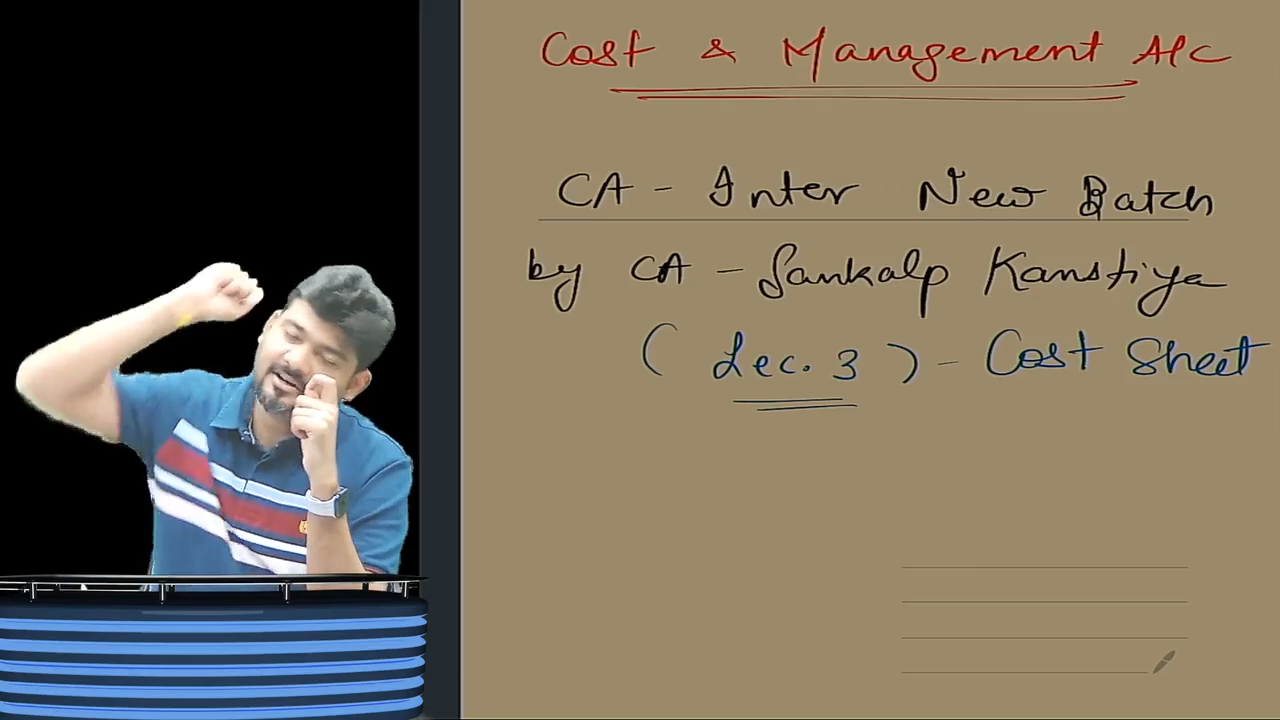 Cost & Management A/c
CA - Inter New Batch
by CA - Sankalp Kanstiya
( Lec. 3 ) - Cost Sheet